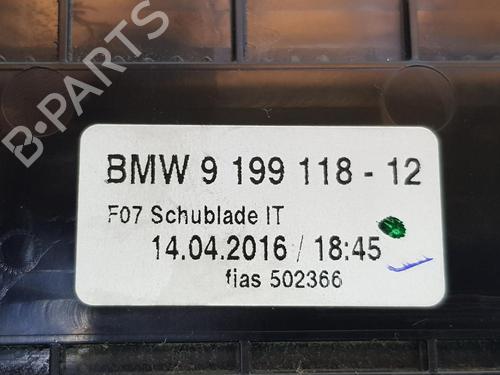 B-PARTS
BMW 9 199 118 - 12
F07 Schublade IT
14.04.2016 / 18:45
fias 502366